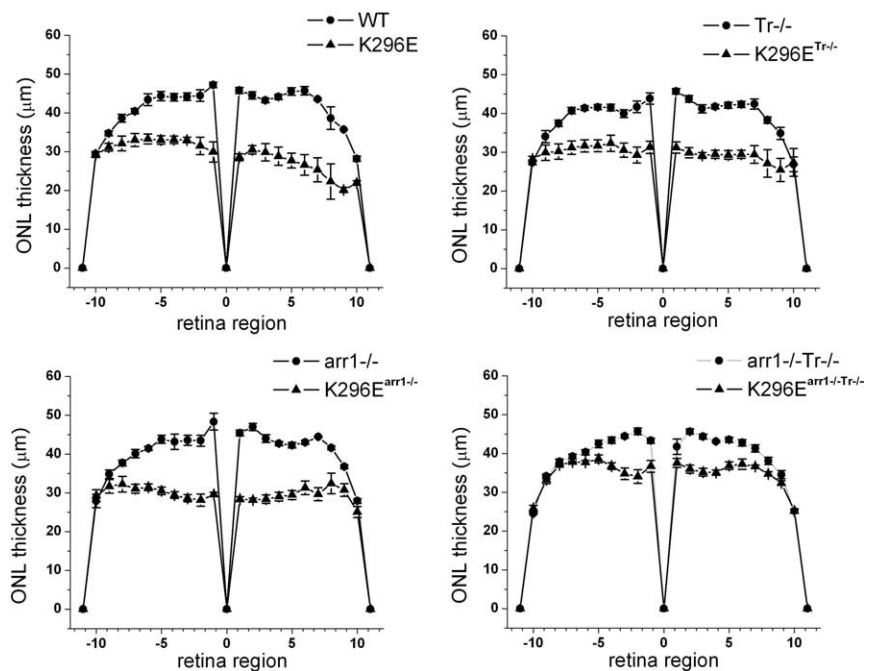 WT
K296E
60
50
40
30
20
10
0
ONL thickness (μm)
-10 -5 0 5 10
retina region
Tr-/-
K296E^Tr-/-
60
50
40
30
20
10
0
ONL thickness (μm)
-10 -5 0 5 10
retina region
arr1-/-
K296E^arr1-/-
60
50
40
30
20
10
0
ONL thickness (μm)
-10 -5 0 5 10
retina region
arr1-/-Tr-/-
K296E^arr1-/-Tr-/-
60
50
40
30
20
10
0
ONL thickness (μm)
-10 -5 0 5 10
retina region